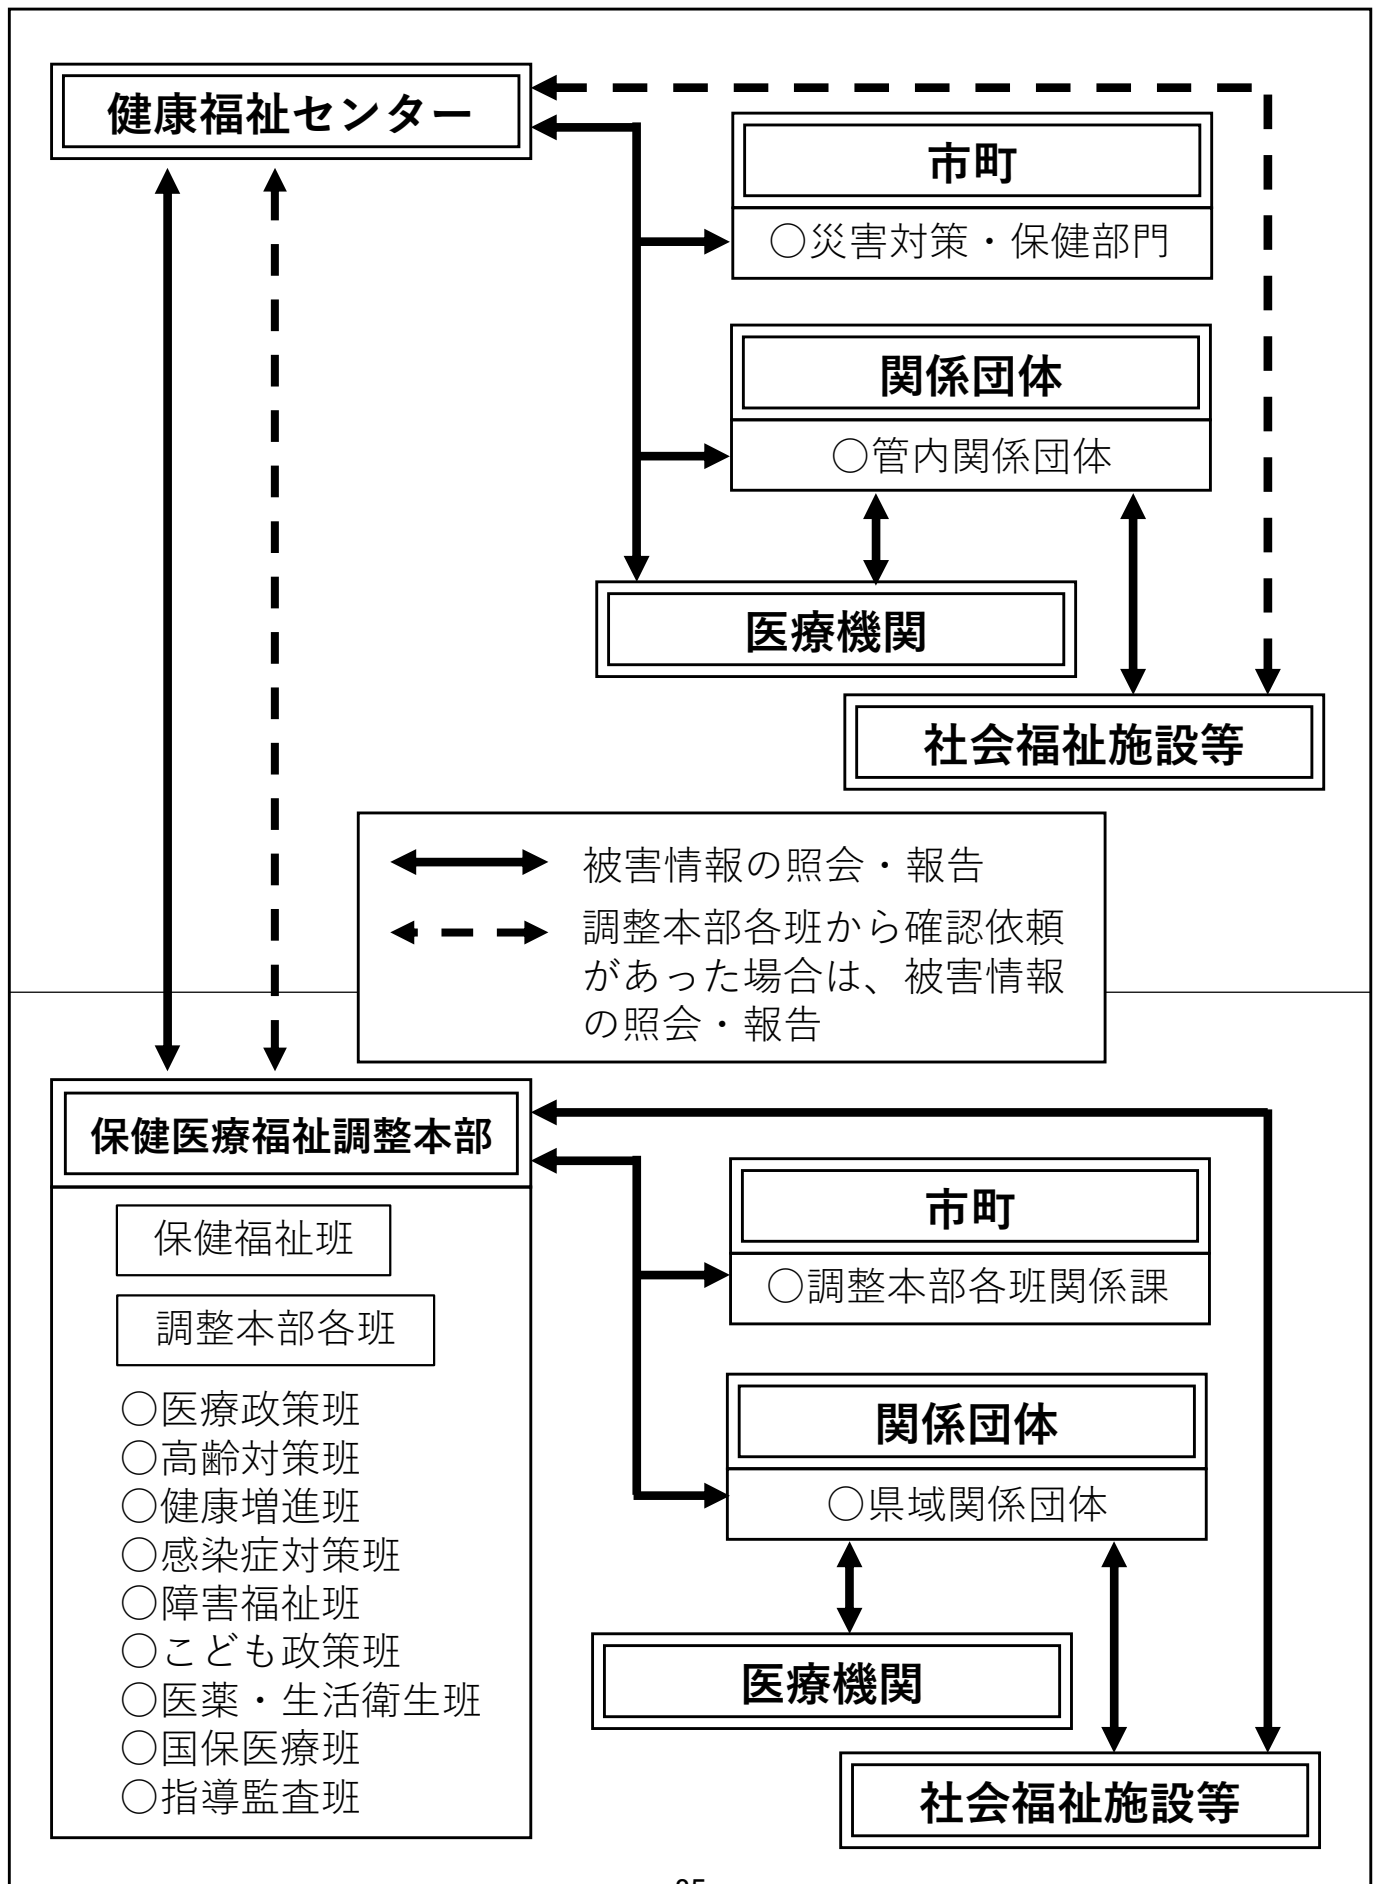 健康福祉センター
市町
○災害対策・保健部門
関係団体
○管内関係団体
医療機関
社会福祉施設等
被害情報の照会・報告
調整本部各班から確認依頼
があった場合は、被害情報
の照会・報告
保健医療福祉調整本部
保健福祉班
調整本部各班
○医療政策班
○高齢対策班
○健康増進班
○感染症対策班
○障害福祉班
○こども政策班
○医薬・生活衛生班
○国保医療班
○指導監査班
市町
○調整本部各班関係課
関係団体
○県域関係団体
医療機関
社会福祉施設等